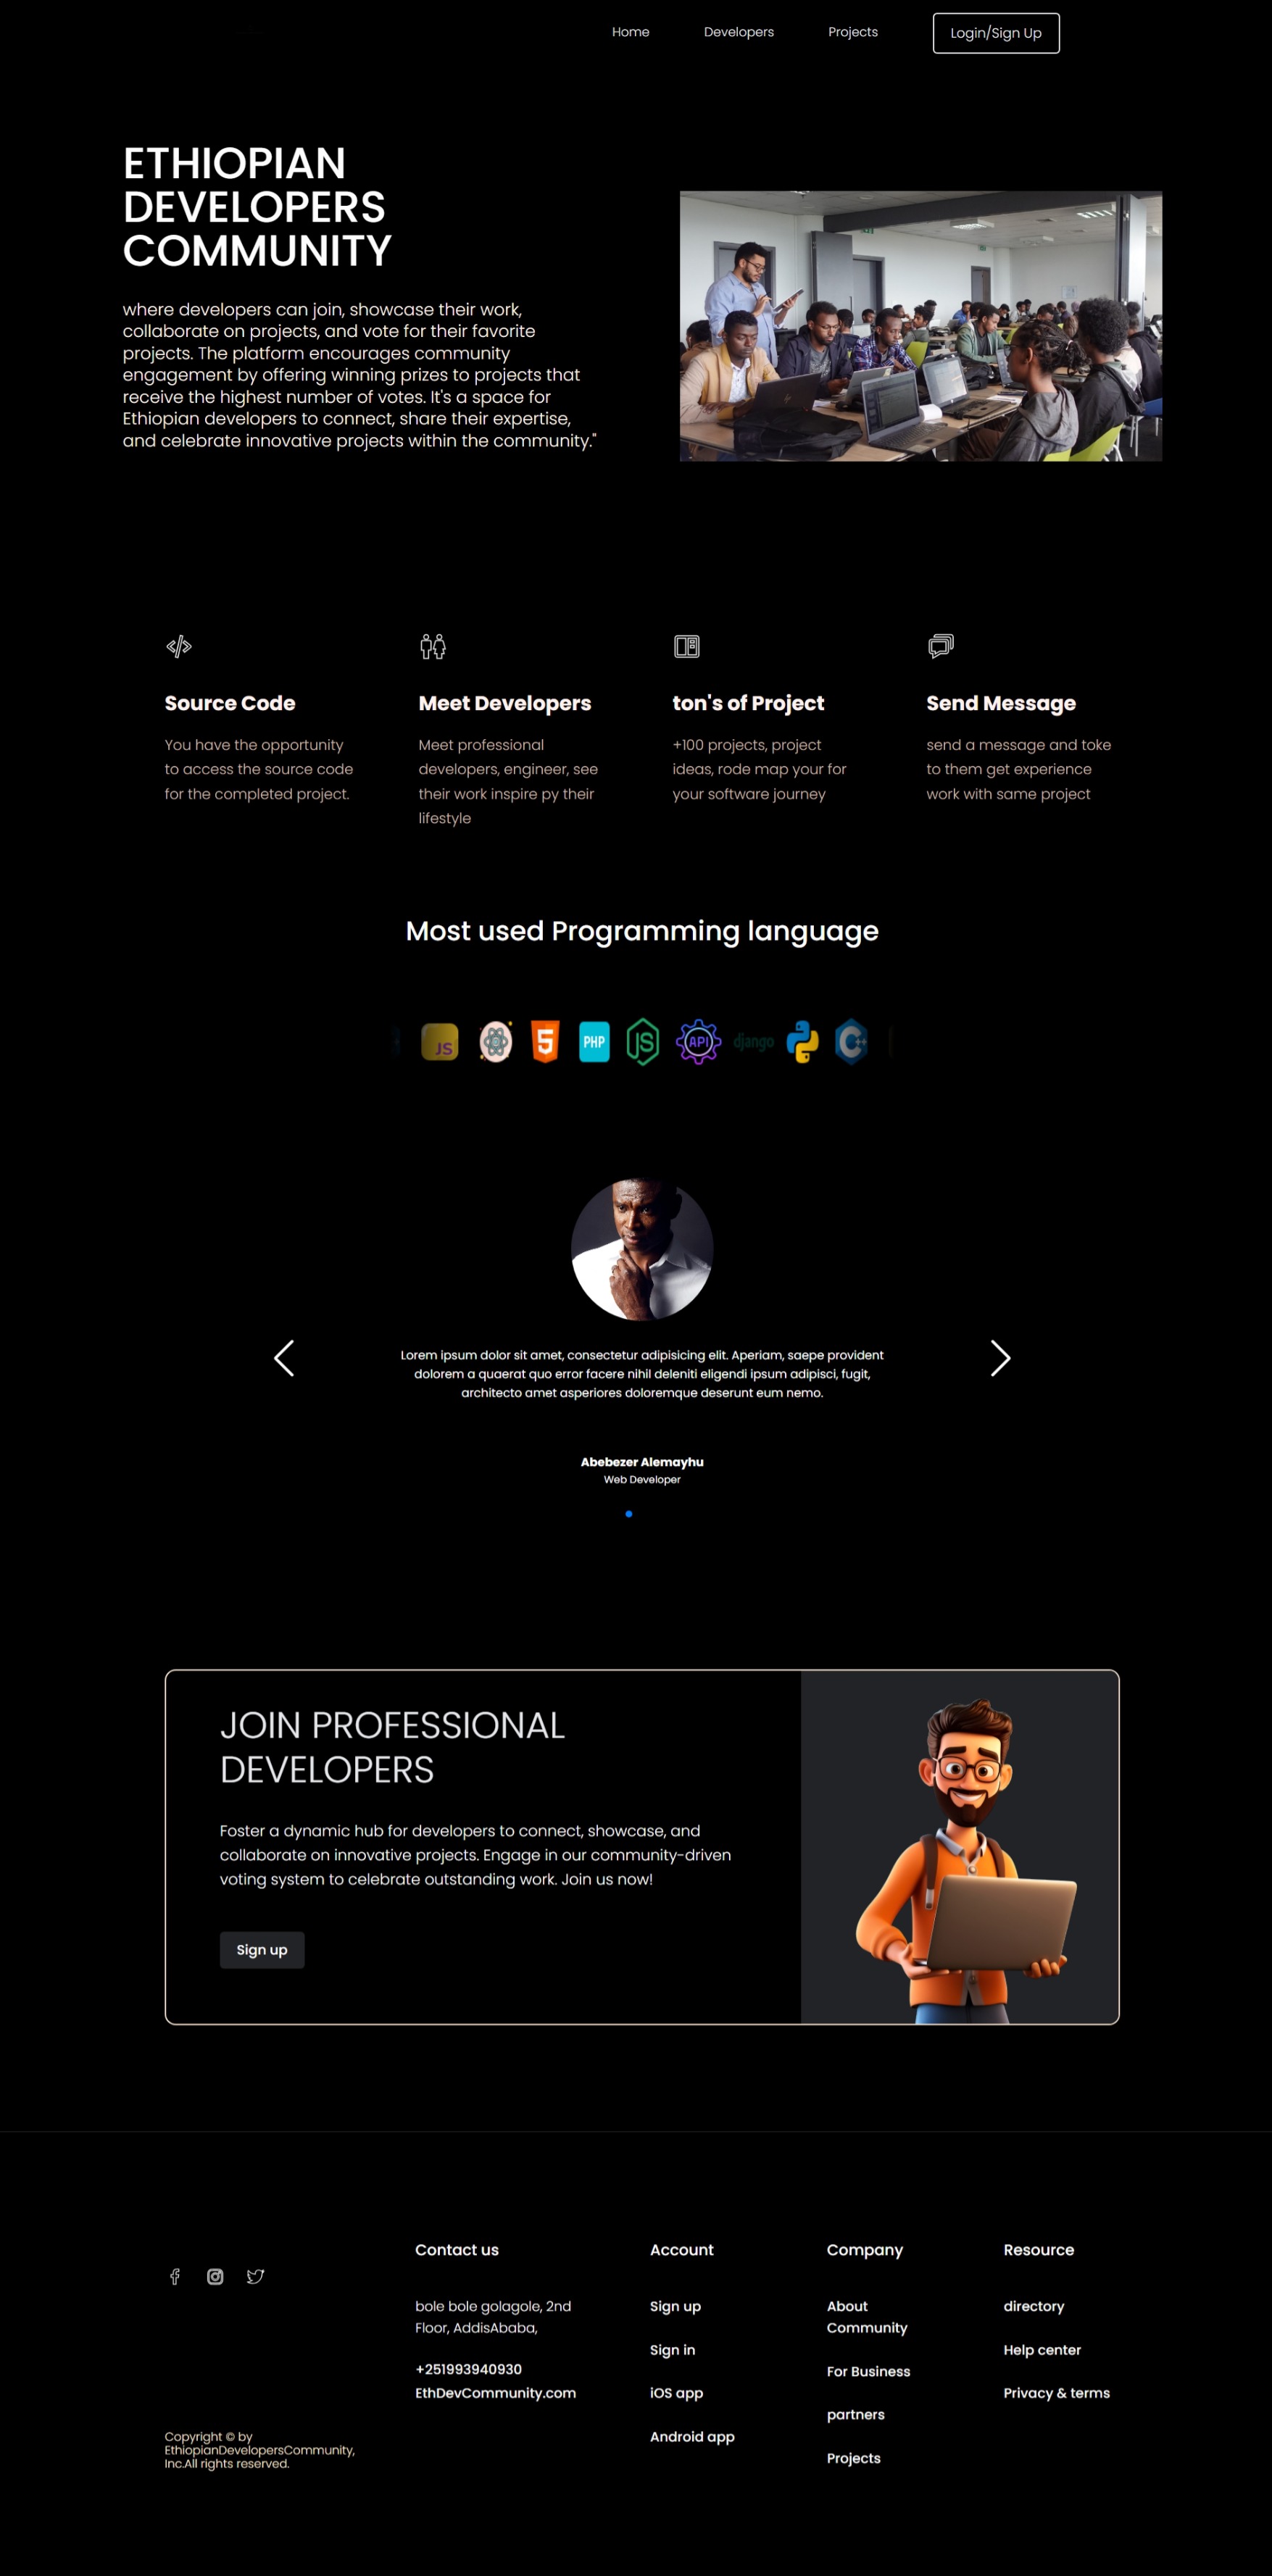 Home
Developers
Projects
Login/Sign Up
ETHIOPIAN
DEVELOPERS
COMMUNITY
where developers can join, showcase their work,
collaborate on projects, and vote for their favorite
projects. The platform encourages community
engagement by offering winning prizes to projects that
receive the highest number of votes. It's a space for
Ethiopian developers to connect, share their expertise,
and celebrate innovative projects within the community."
Source Code
You have the opportunity
to access the source code
for the completed project.
Meet Developers
Meet professional
developers, engineer, see
their work inspire py their
lifestyle
ton's of Project
+100 projects, project
ideas, rode map your for
your software journey
Send Message
send a message and toke
to them get experience
work with same project
Most used Programming language
JS
5
PHP
JS
API
django
C++
Lorem ipsum dolor sit amet, consectetur adipisicing elit. Aperiam, saepe provident
dolorem a quaerat quo error facere nihil deleniti eligendi ipsum adipisci, fugit,
architecto amet asperiores doloremque deserunt eum nemo.
Abebezer Alemayhu
Web Developer
JOIN PROFESSIONAL
DEVELOPERS
Foster a dynamic hub for developers to connect, showcase, and
collaborate on innovative projects. Engage in our community-driven
voting system to celebrate outstanding work. Join us now!
Sign up
Copyright © by
EthiopianDevelopersCommunity,
Inc.All rights reserved.
Contact us
bole bole golagole, 2nd
Floor, AddisAbaba,
+251993940930
EthDevCommunity.com
Account
Sign up
Sign in
iOS app
Android app
Company
About
Community
For Business
partners
Projects
Resource
directory
Help center
Privacy & terms